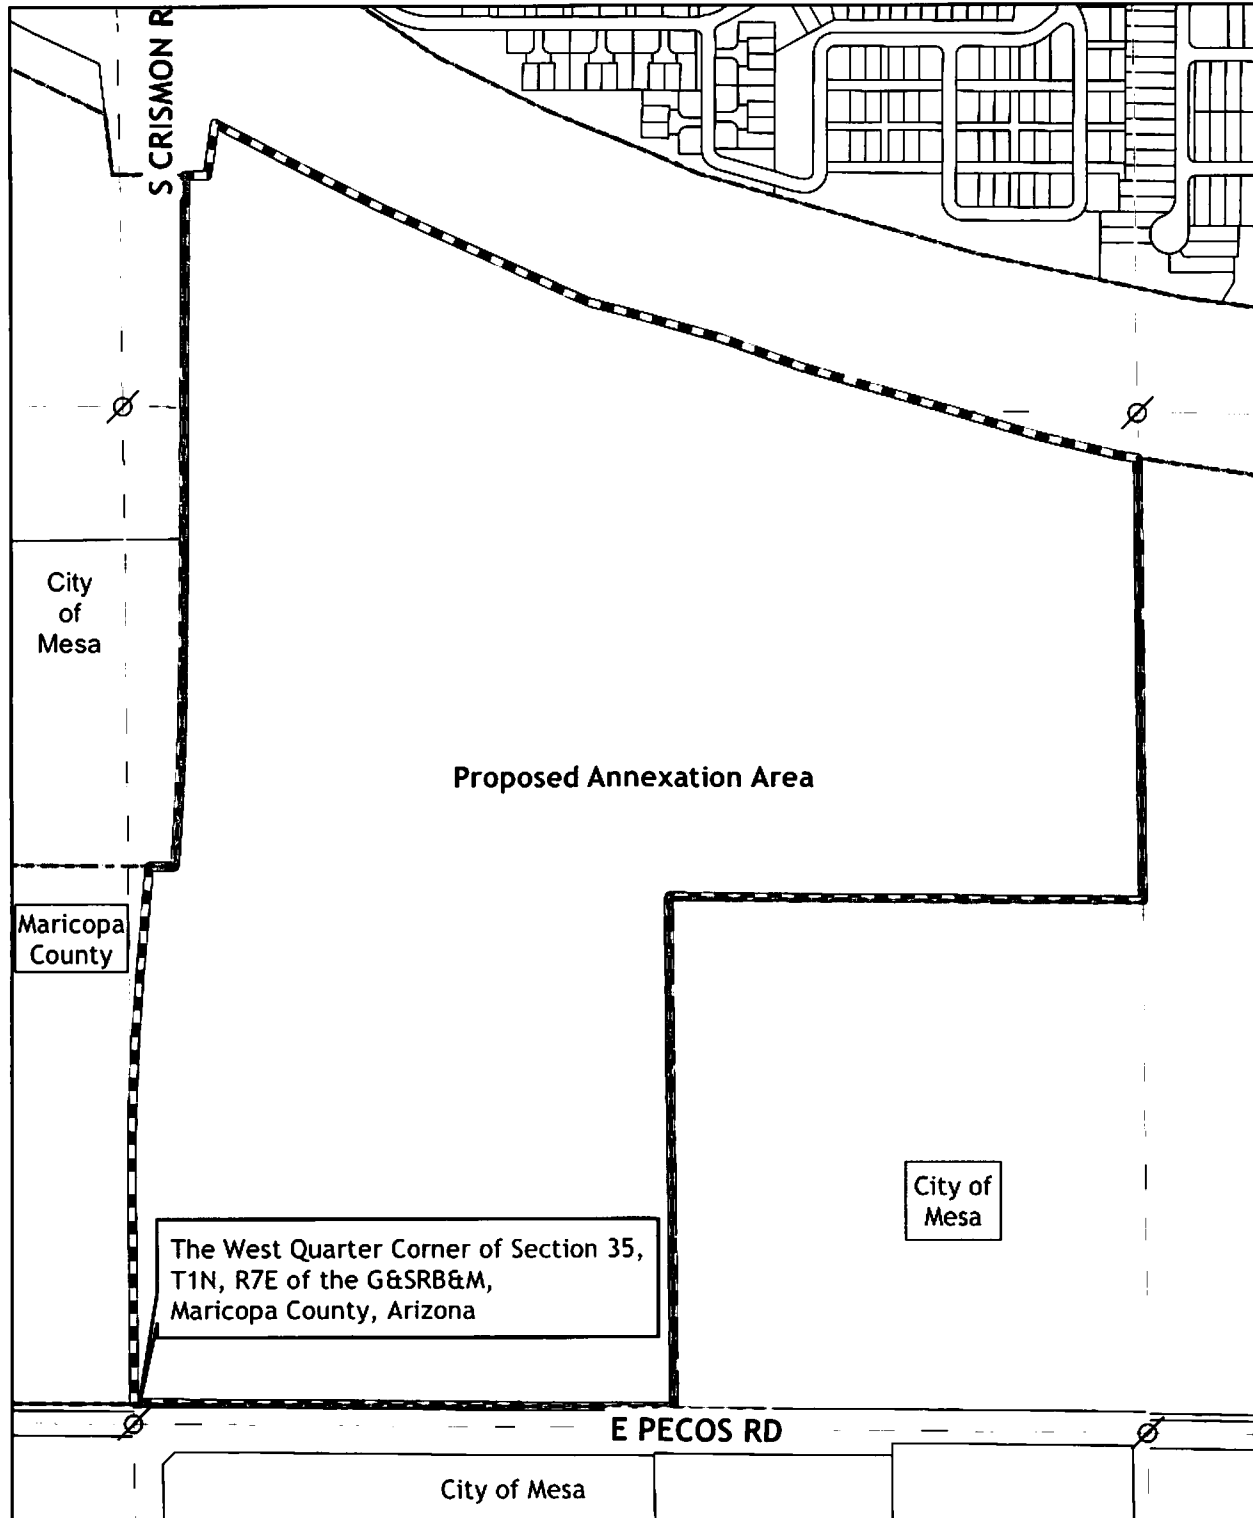 S CRISMON R
City
of
Mesa
Proposed Annexation Area
Maricopa
County
City of
Mesa
The West Quarter Corner of Section 35,
T1N, R7E of the G&SRB&M,
Maricopa County, Arizona
E PECOS RD
City of Mesa